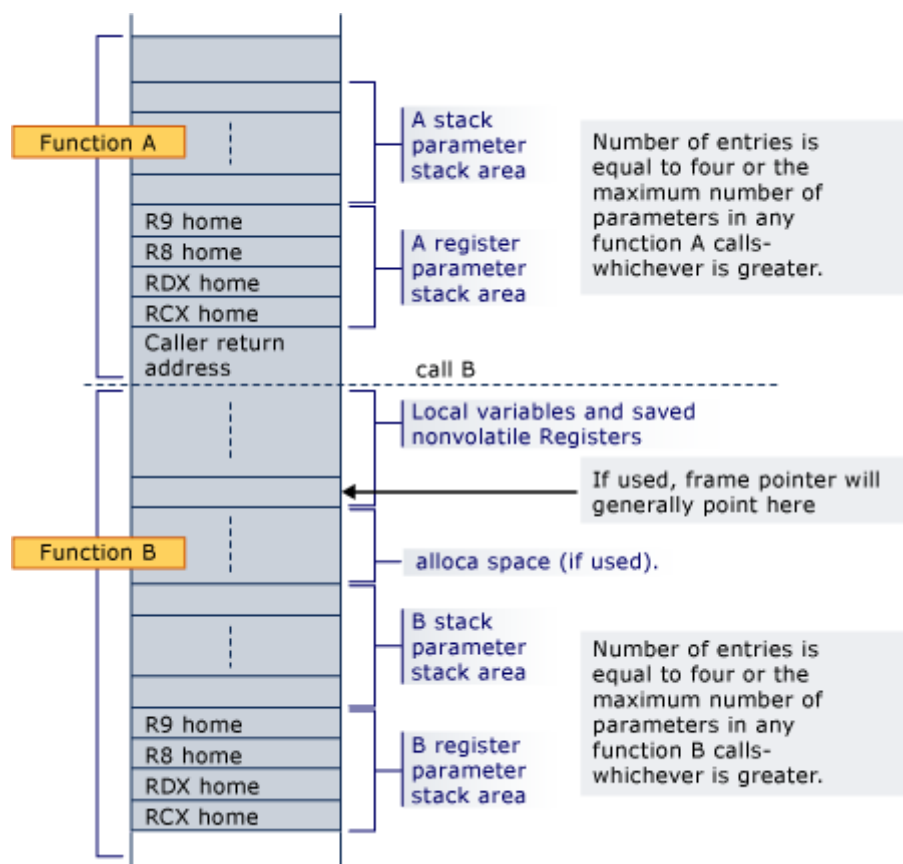 Function A
A stack
parameter
stack area
Number of entries is
equal to four or the
maximum number of
parameters in any
function A calls-
whichever is greater.
R9 home
R8 home
RDX home
RCX home
A register
parameter
stack area
Caller return
address
call B
Local variables and saved
nonvolatile Registers
If used, frame pointer will
generally point here
Function B
alloca space (if used).
B stack
parameter
stack area
Number of entries is
equal to four or the
maximum number of
parameters in any
function B calls-
whichever is greater.
R9 home
R8 home
RDX home
RCX home
B register
parameter
stack area